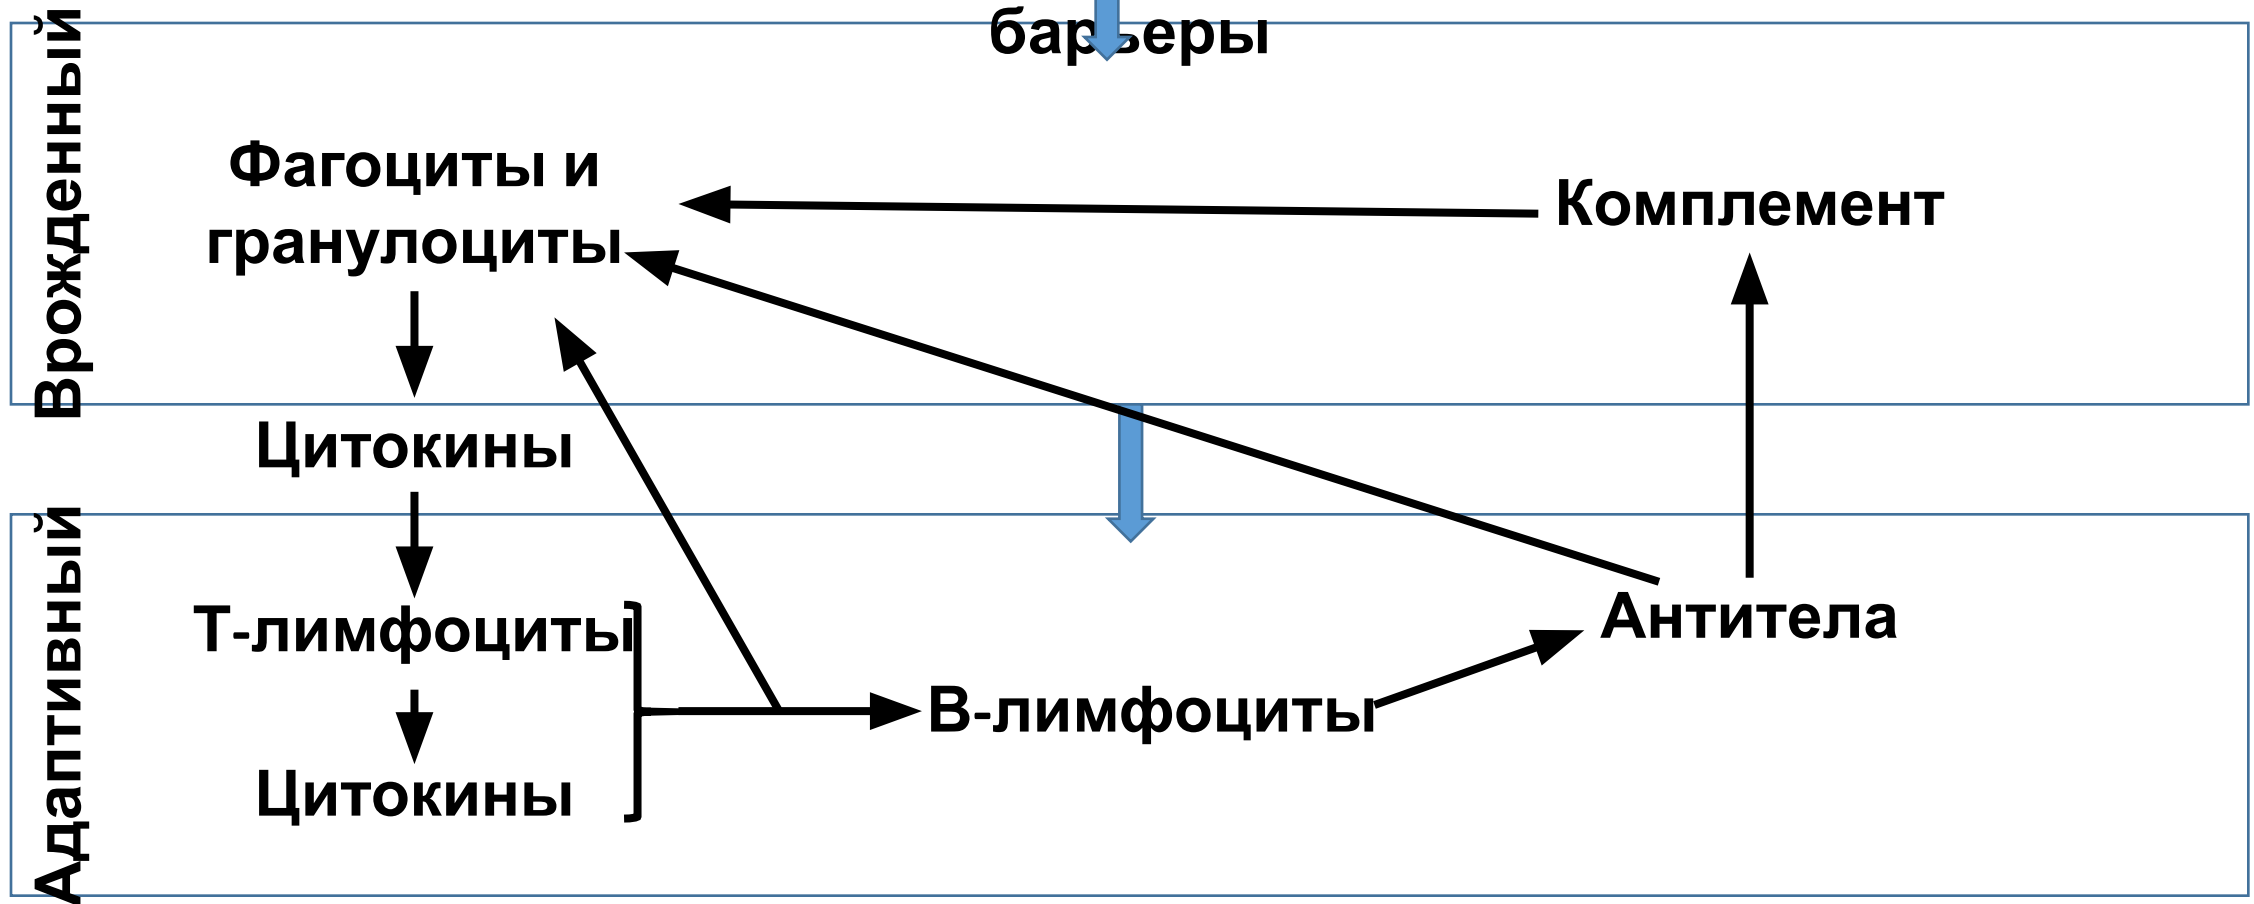 барьеры
Врожденный
Фагоциты и
гранулоциты
Комплемент
Цитокины
Адаптивный
Т-лимфоциты
Антитела
В-лимфоциты
Цитокины